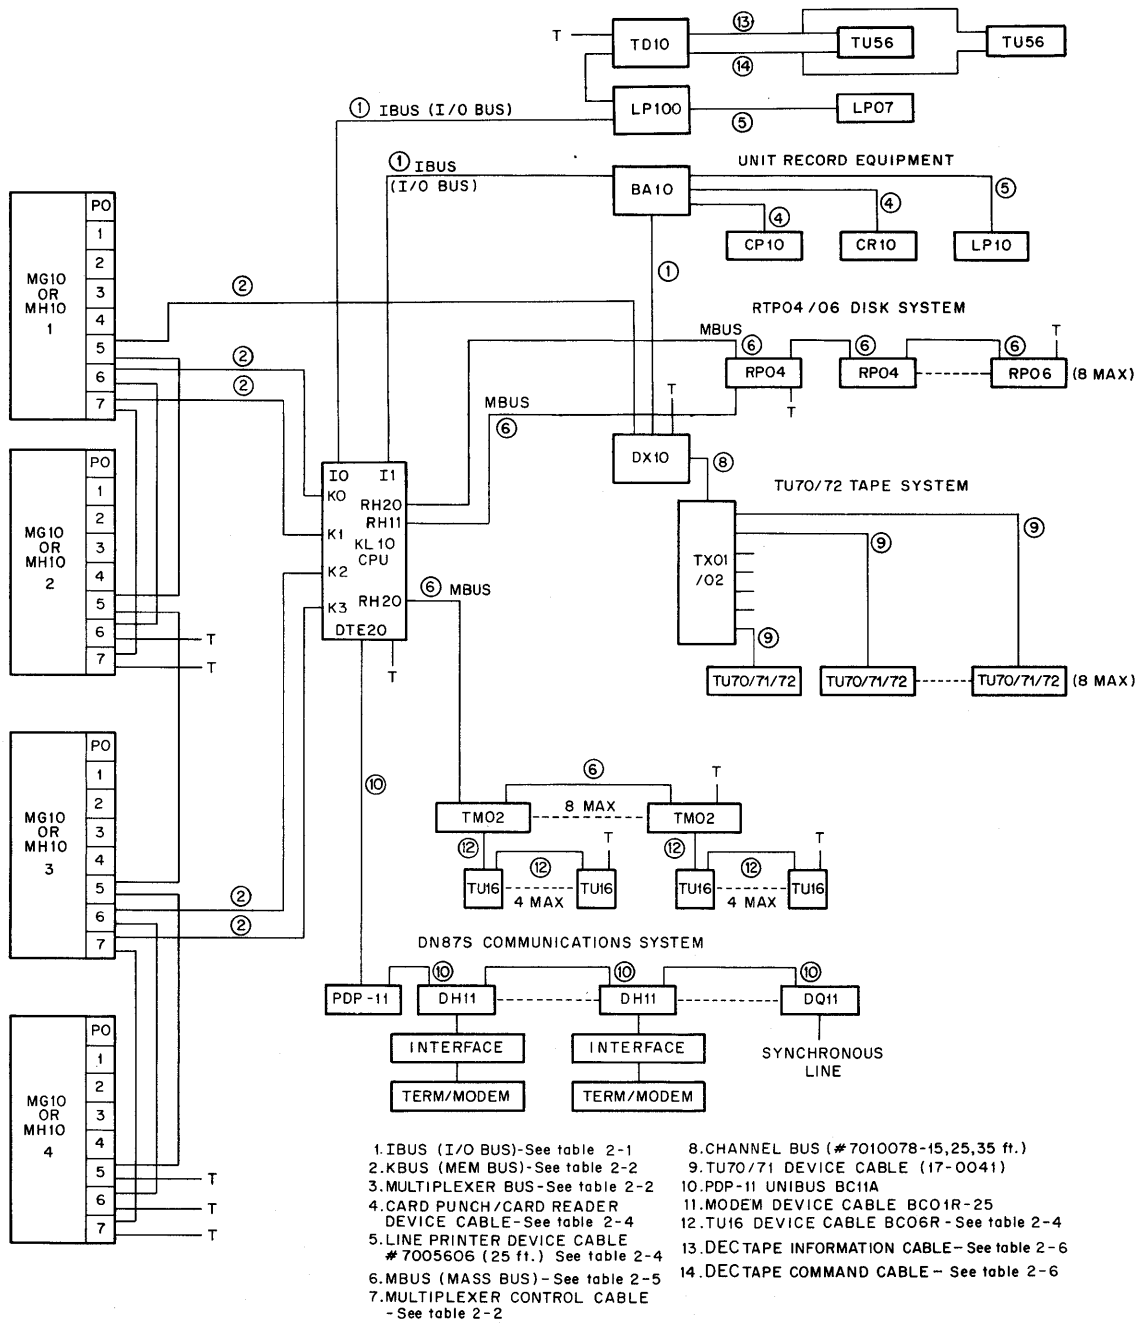 T
TD10
13
14
TU56
TU56
1 IBUS (I/O BUS)
LP100
5
LP07
1 IBUS
(I/O BUS)
BA10
UNIT RECORD EQUIPMENT
5
4
4
CP10
CR10
LP10
1
MG10
OR
MH10
1
P0
1
2
3
4
5
6
7
2
2
2
RTP04/06 DISK SYSTEM
MBUS
6
6
6
T
RP04
RP04
RP06
(8 MAX)
T
MBUS
6
T
DX10
8
TU70/72 TAPE SYSTEM
MG10
OR
MH10
2
P0
1
2
3
4
5
6
7
T
T
I0
I1
K0
RH20
RH11
K1
KL10
CPU
K2
K3
RH20
DTE20
T
6 MBUS
TX01
/02
9
9
9
TU70/71/72
TU70/71/72
TU70/71/72
(8 MAX)
MG10
OR
MH10
3
P0
1
2
3
4
5
6
7
2
2
10
6
T
TM02
8 MAX
TM02
12
12
T
12
12
T
TU16
TU16
4 MAX
TU16
TU16
4 MAX
DN87S COMMUNICATIONS SYSTEM
10
10
10
PDP-11
DH11
DH11
DQ11
INTERFACE
INTERFACE
SYNCHRONOUS
LINE
TERM/MODEM
TERM/MODEM
MG10
OR
MH10
4
P0
1
2
3
4
5
6
7
T
T
T
1. IBUS (I/O BUS)-See table 2-1
2. KBUS (MEM BUS)-See table 2-2
3. MULTIPLEXER BUS-See table 2-2
4. CARD PUNCH/CARD READER
DEVICE CABLE-See table 2-4
5. LINE PRINTER DEVICE CABLE
#7005606 (25 ft.) See table 2-4
6. MBUS (MASS BUS)-See table 2-5
7. MULTIPLEXER CONTROL CABLE
-See table 2-2
8. CHANNEL BUS (#7010078-15,25,35 ft.)
9. TU70/71 DEVICE CABLE (17-0041)
10. PDP-11 UNIBUS BC11A
11. MODEM DEVICE CABLE BC01R-25
12. TU16 DEVICE CABLE BC06R-See table 2-4
13. DECTAPE INFORMATION CABLE-See table 2-6
14. DECTAPE COMMAND CABLE- See table 2-6